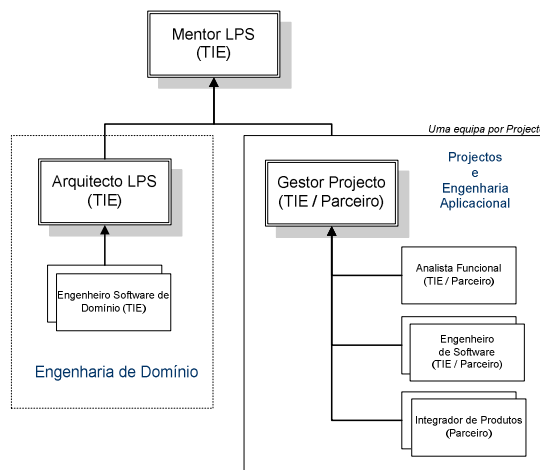 Mentor LPS
(TIE)
Uma equipa por Project
Arquitecto LPS
(TIE)
Gestor Projecto
(TIE / Parceiro)
Projectos
e
Engenharia
Aplicacional
Engenheiro Software de
Domínio (TIE)
Analista Funcional
(TIE / Parceiro)
Engenheiro
de Software
(TIE / Parceiro)
Engenharia de Domínio
Integrador de Produtos
(Parceiro)